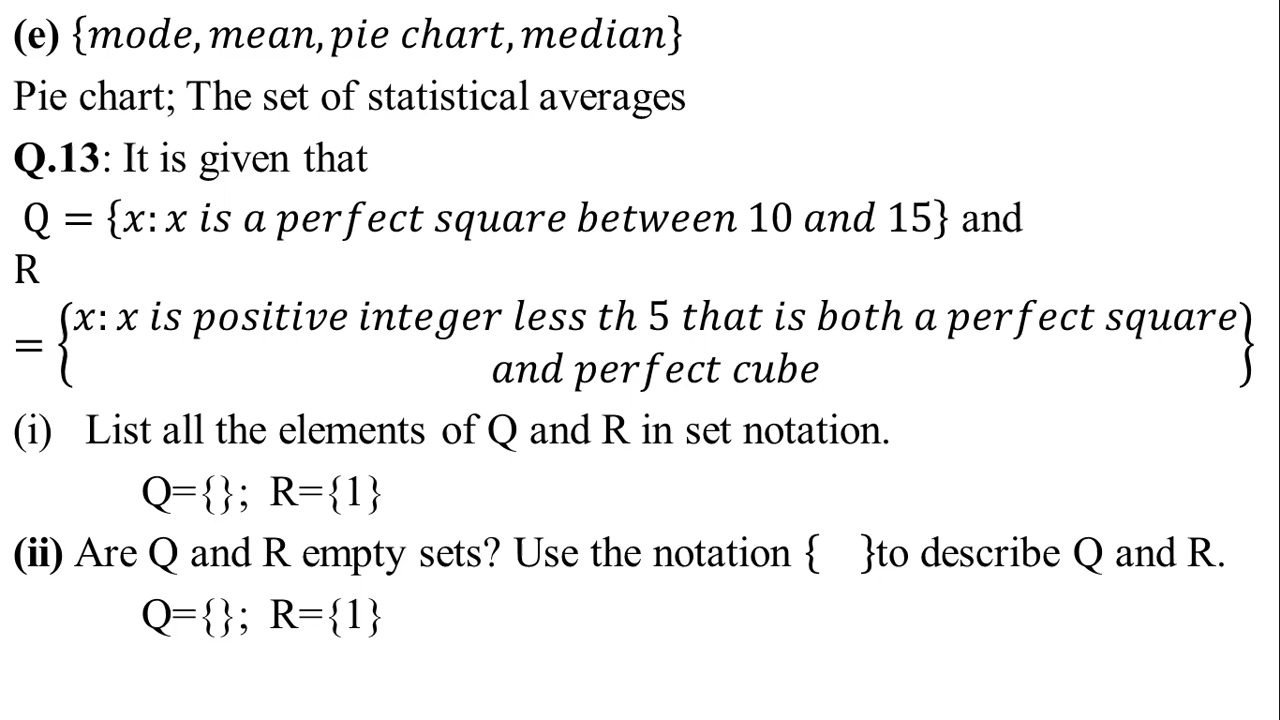 (e) {mode, mean, pie chart, median}
Pie chart; The set of statistical averages
Q.13: It is given that
Q = {x: x is a perfect square between 10 and 15} and
R
= {x: x is positive integer less th 5 that is both a perfect square
and perfect cube}
(i) List all the elements of Q and R in set notation.
Q={}; R={1}
(ii) Are Q and R empty sets? Use the notation { }to describe Q and R.
Q={}; R={1}